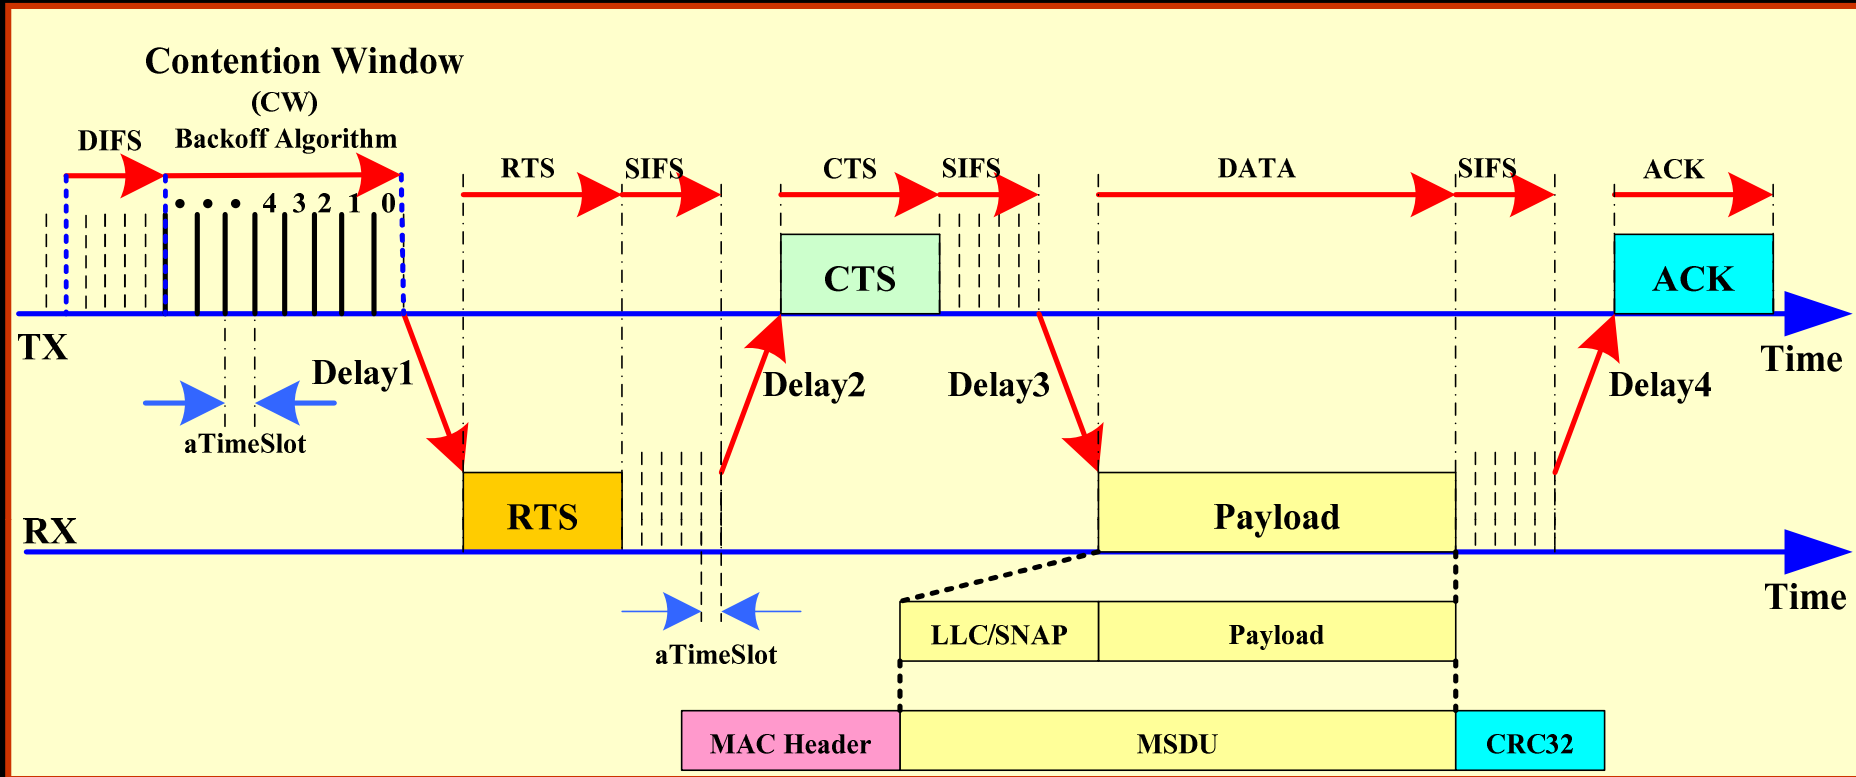 Contention Window
(CW)
DIFS Backoff Algorithm
RTS SIFS CTS SIFS DATA SIFS ACK
• • • 4 3 2 1 0
CTS ACK
TX
Time
Delay1 Delay2 Delay3 Delay4
aTimeSlot
RTS Payload
RX
Time
LLC/SNAP Payload
aTimeSlot
MAC Header MSDU CRC32